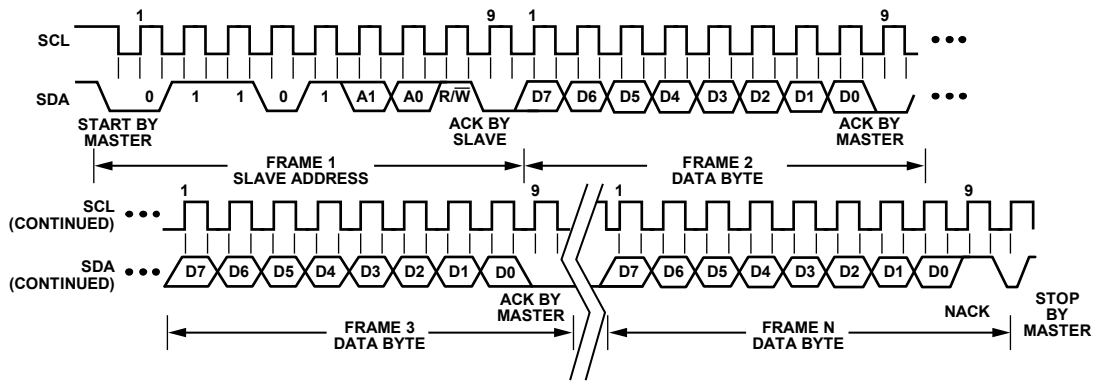 1 9 1 9
SCL •••
SDA 0 1 1 0 1 A1 A0 R/W̅ D7 D6 D5 D4 D3 D2 D1 D0 •••
START BY MASTER
ACK BY SLAVE
ACK BY MASTER
FRAME 1
SLAVE ADDRESS
FRAME 2
DATA BYTE
1 9 1 9
SCL
(CONTINUED) •••
SDA
(CONTINUED) ••• D7 D6 D5 D4 D3 D2 D1 D0 D7 D6 D5 D4 D3 D2 D1 D0
ACK BY
MASTER
NACK
STOP
BY
MASTER
FRAME 3
DATA BYTE
FRAME N
DATA BYTE